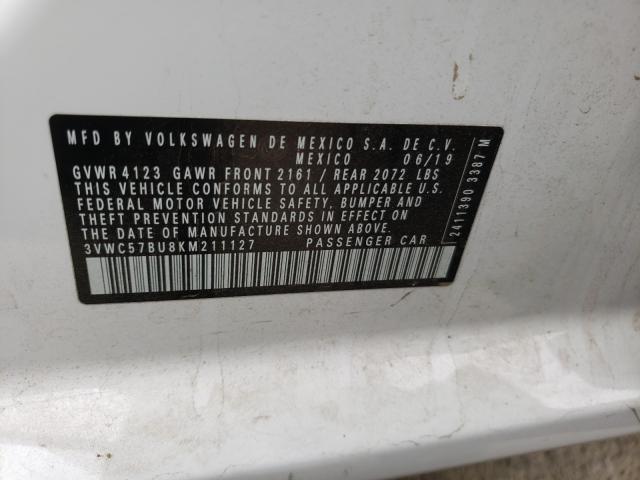 MFD BY VOLKSWAGEN DE MEXICO S.A. DE C.V.
MEXICO 06/19
GVWR 4123 GAWR FRONT 2161 / REAR 2072 LBS
THIS VEHICLE CONFORMS TO ALL APPLICABLE U.S.
FEDERAL MOTOR VEHICLE SAFETY, BUMPER AND
THEFT PREVENTION STANDARDS IN EFFECT ON
THE DATE OF MANUFACTURE SHOWN ABOVE.
3VWC57BU8KM211127 PASSENGER CAR
2411390 3387 M